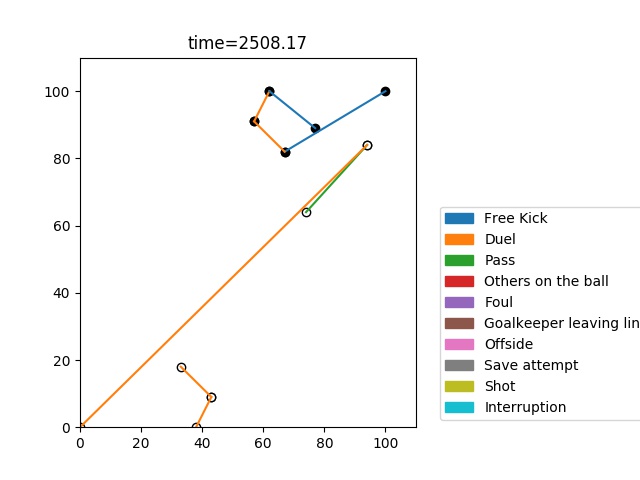 time=2508.17
100
80
60
40
20
0
0 20 40 60 80 100
Free Kick
Duel
Pass
Others on the ball
Foul
Goalkeeper leaving lin
Offside
Save attempt
Shot
Interruption